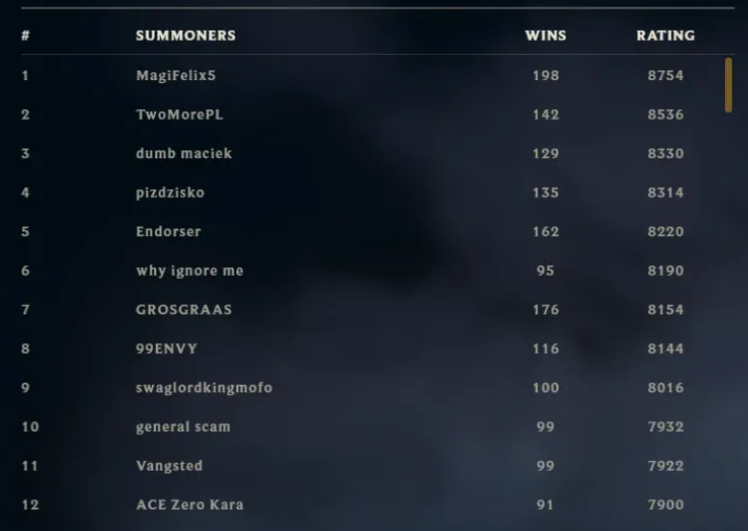 # SUMMONERS WINS RATING
1 MagiFelix5 198 8754
2 TwoMorePL 142 8536
3 dumb maciek 129 8330
4 pizdzisko 135 8314
5 Endorser 162 8220
6 why ignore me 95 8190
7 GROSGRAAS 176 8154
8 99ENVY 116 8144
9 swaglordkingmofo 100 8016
10 general scam 99 7932
11 Vangsted 99 7922
12 ACE Zero Kara 91 7900